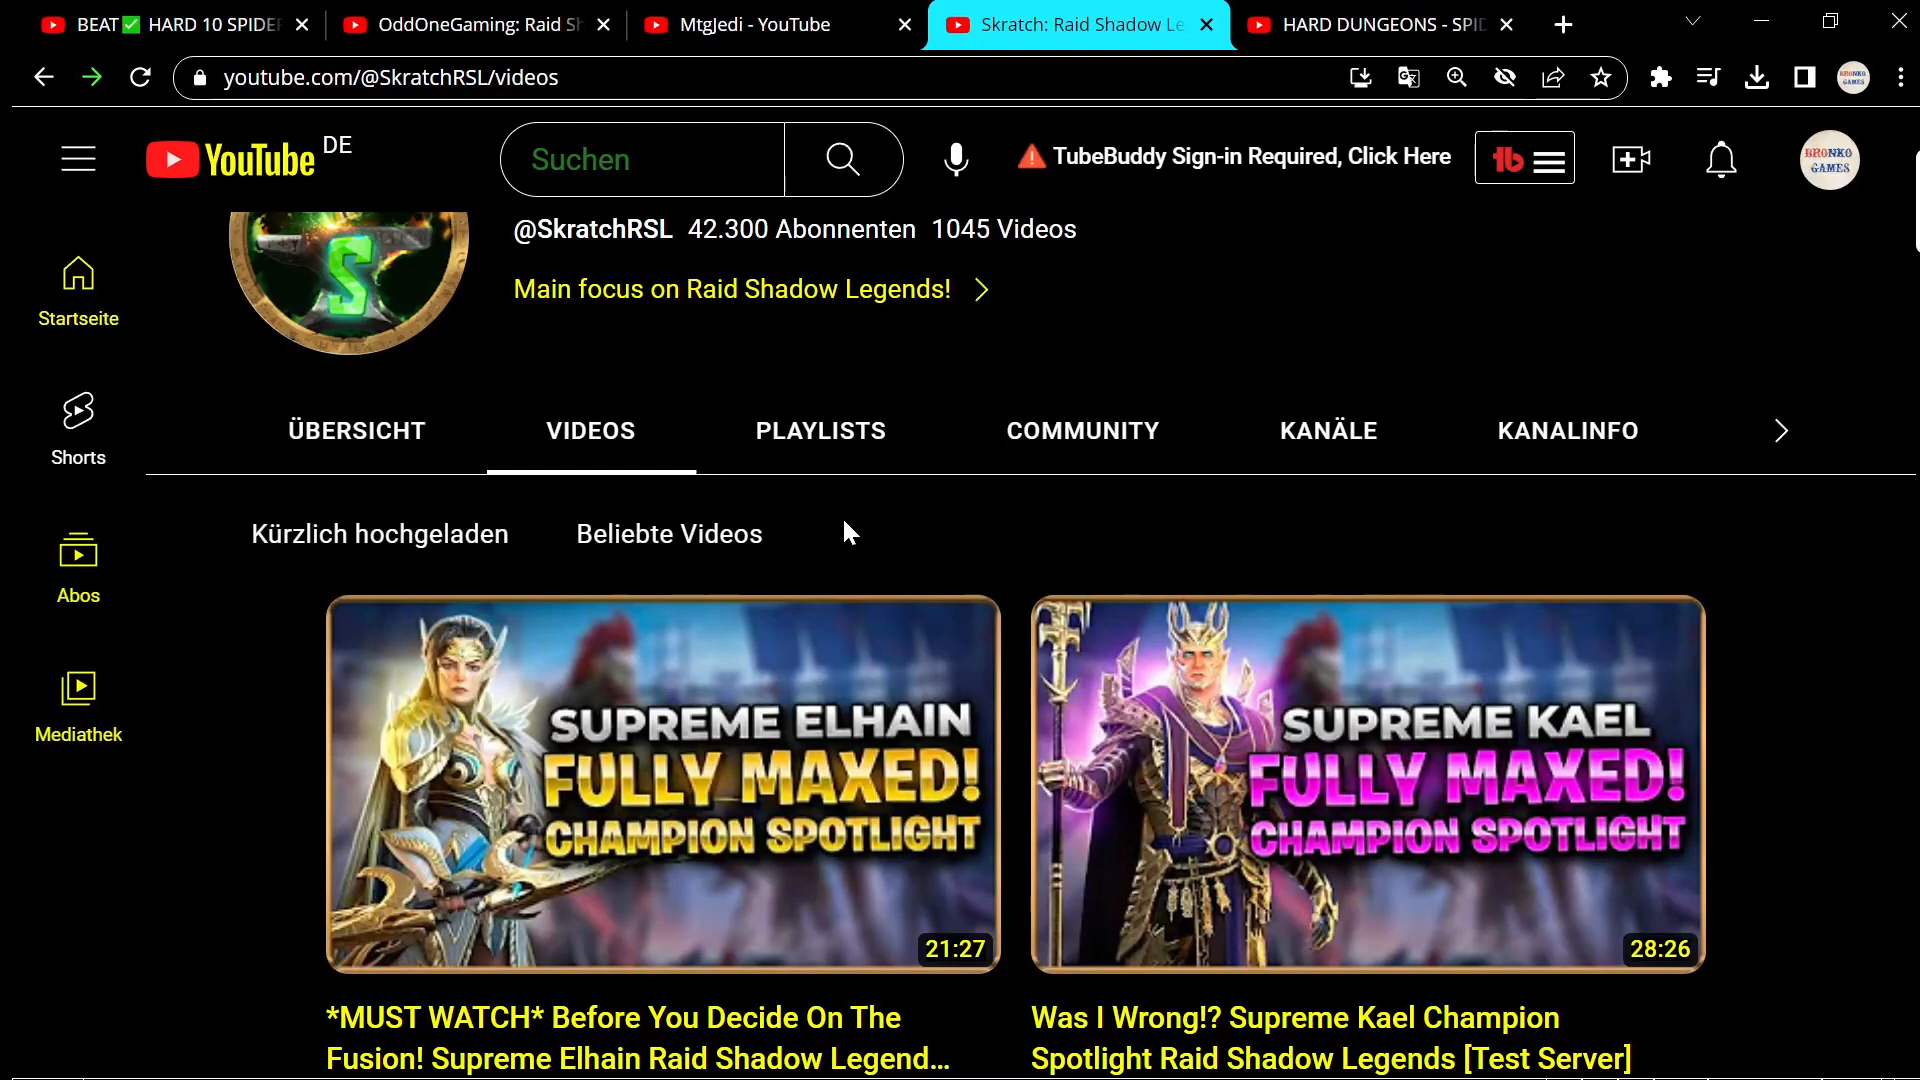 BEAT✅ HARD 10 SPIDER
OddOneGaming: Raid Sh
MtgJedi - YouTube
Skratch: Raid Shadow Le
HARD DUNGEONS - SPID
youtube.com/@SkratchRSL/videos
YouTube DE
Suchen
TubeBuddy Sign-in Required, Click Here
tb
BRONKO GAMES
@SkratchRSL 42.300 Abonnenten 1045 Videos
Main focus on Raid Shadow Legends!
S
Startseite
Shorts
Abos
Mediathek
ÜBERSICHT VIDEOS PLAYLISTS COMMUNITY KANÄLE KANALINFO
Kürzlich hochgeladen Beliebte Videos
SUPREME ELHAIN
FULLY MAXED!
CHAMPION SPOTLIGHT
21:27
SUPREME KAEL
FULLY MAXED!
CHAMPION SPOTLIGHT
28:26
*MUST WATCH* Before You Decide On The
Fusion! Supreme Elhain Raid Shadow Legend...
Was I Wrong!? Supreme Kael Champion
Spotlight Raid Shadow Legends [Test Server]